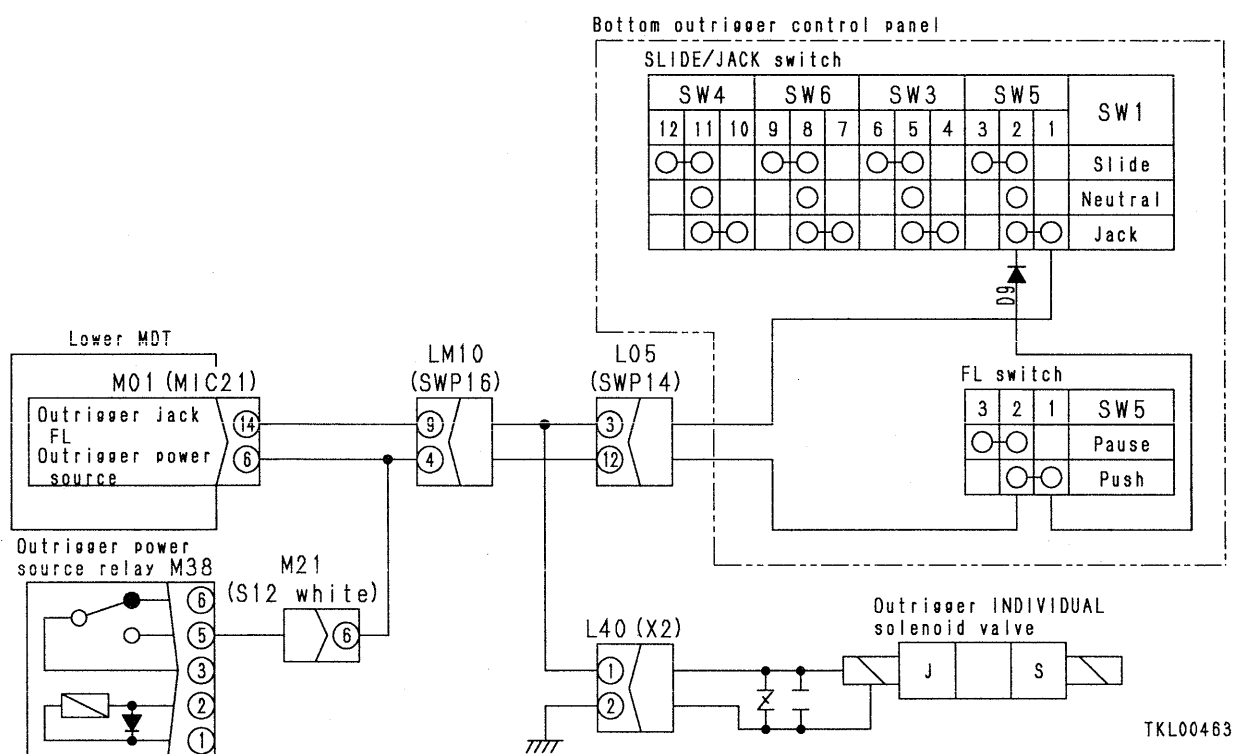 Bottom outrigger control panel
SLIDE/JACK switch
SW4 SW6 SW3 SW5 SW1
12 11 10 9 8 7 6 5 4 3 2 1
Slide
Neutral
Jack
D9
Lower MDT
M01 (MIC21)
LM10
(SWP16)
L05
(SWP14)
FL switch
3 2 1 SW5
Pause
Push
Outrigger jack
FL
Outrigger power
source
14
6
9
4
3
12
Outrigger power
source relay M38
M21
(S12 white)
6
5
3
2
1
6
L40 (X2)
1
2
Outrigger INDIVIDUAL
solenoid valve
J S
TKL00463